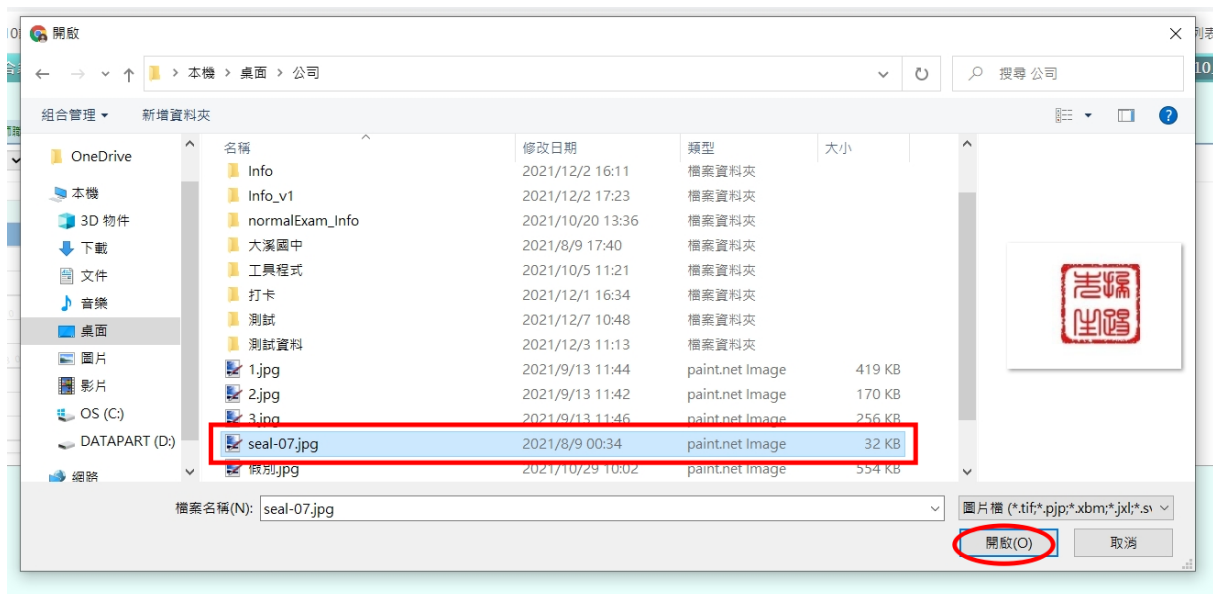 開啟
本機 > 桌面 > 公司
搜尋 公司
組合管理
新增資料夾
名稱 修改日期 類型 大小
OneDrive
本機
3D 物件
下載
文件
音樂
桌面
圖片
影片
OS (C:)
DATAPART (D:)
網路
Info 2021/12/2 16:11 檔案資料夾
Info_v1 2021/12/2 17:23 檔案資料夾
normalExam_Info 2021/10/20 13:36 檔案資料夾
大溪國中 2021/8/9 17:40 檔案資料夾
工具程式 2021/10/5 11:21 檔案資料夾
打卡 2021/12/1 16:34 檔案資料夾
測試 2021/12/7 10:48 檔案資料夾
測試資料 2021/12/3 11:13 檔案資料夾
1.jpg 2021/9/13 11:44 paint.net Image 419 KB
2.jpg 2021/9/13 11:42 paint.net Image 170 KB
3.jpg 2021/9/13 11:46 paint.net Image 256 KB
seal-07.jpg 2021/8/9 00:34 paint.net Image 32 KB
假別.jpg 2021/10/29 10:02 paint.net Image 554 KB
檔案名稱(N): seal-07.jpg
圖片檔 (*.tif;*.pjp;*.xbm;*.jxl;*.sv
開啟(O)
取消